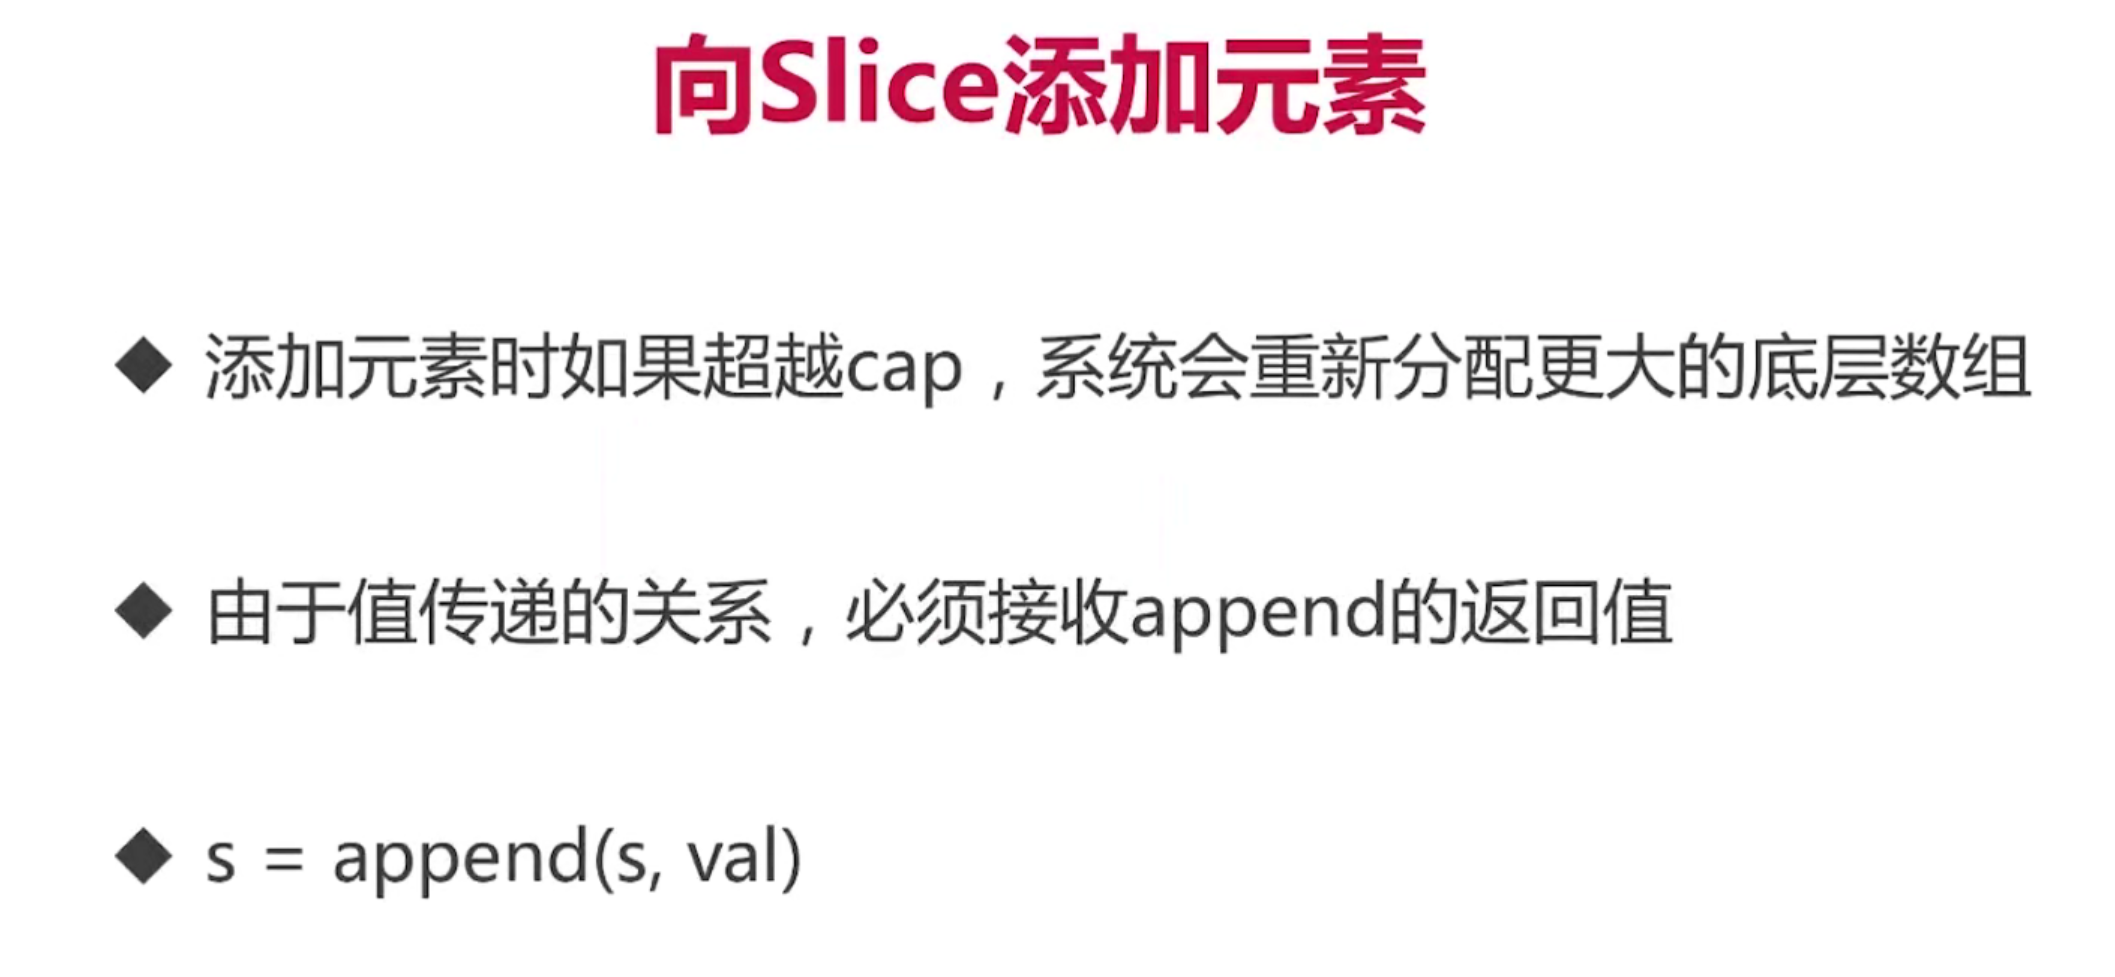 向Slice添加元素
◆ 添加元素时如果超越cap，系统会重新分配更大的底层数组
◆ 由于值传递的关系，必须接收append的返回值
◆ s = append(s, val)